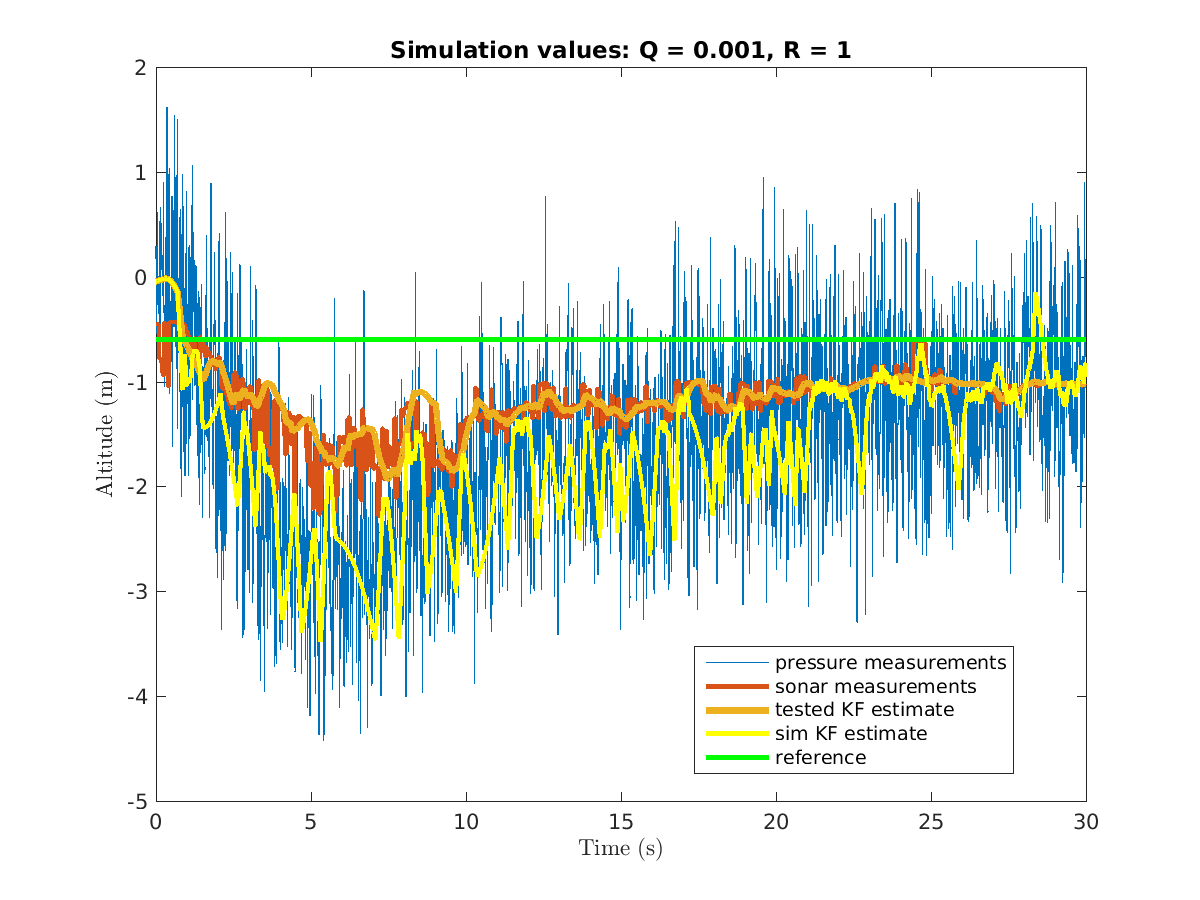 Simulation values: Q = 0.001, R = 1
2
1
0
-1
-2
-3
-4
-5
Altitude (m)
0 5 10 15 20 25 30
Time (s)
pressure measurements
sonar measurements
tested KF estimate
sim KF estimate
reference